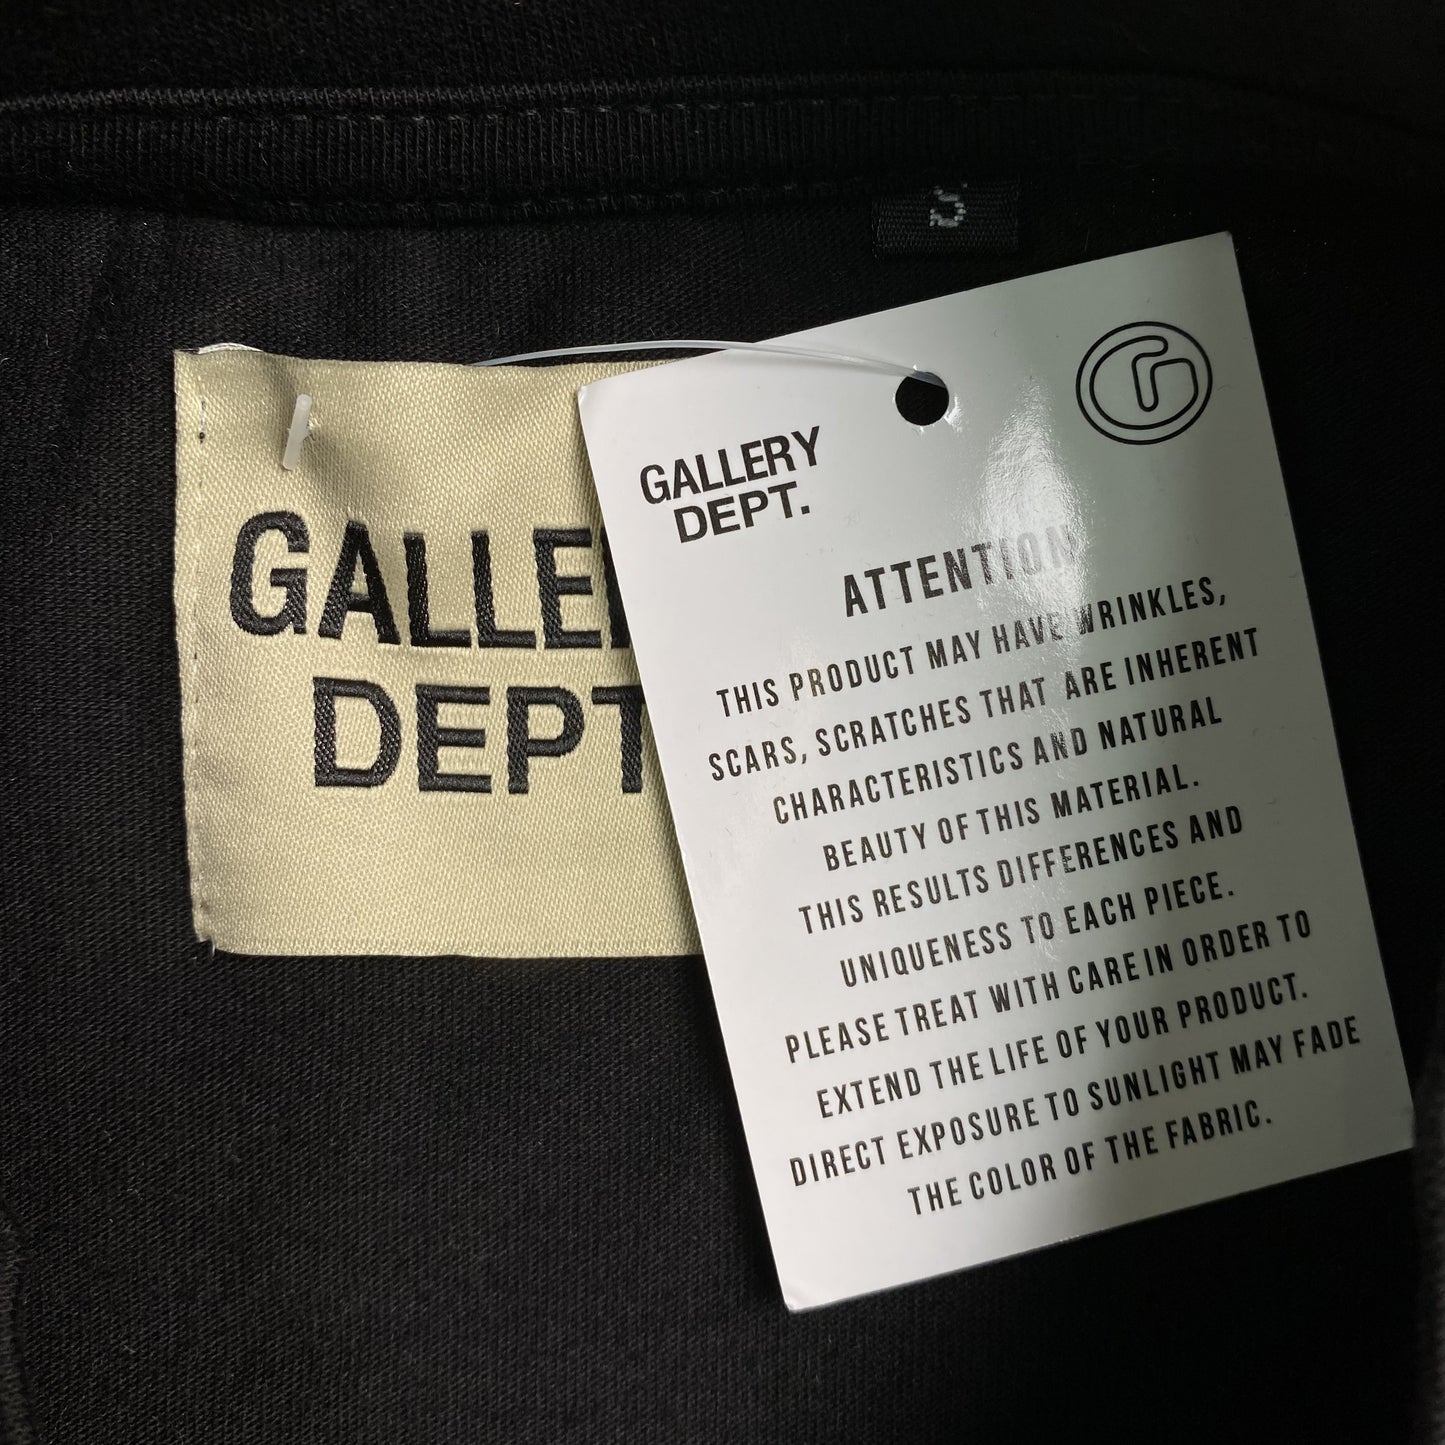 S
GALLE
DEPT
GALLERY
DEPT.
ATTENTION
THIS PRODUCT MAY HAVE WRINKLES,
SCARS, SCRATCHES THAT ARE INHERENT
CHARACTERISTICS AND NATURAL
BEAUTY OF THIS MATERIAL.
THIS RESULTS DIFFERENCES AND
UNIQUENESS TO EACH PIECE.
PLEASE TREAT WITH CARE IN ORDER TO
EXTEND THE LIFE OF YOUR PRODUCT.
DIRECT EXPOSURE TO SUNLIGHT MAY FADE
THE COLOR OF THE FABRIC.